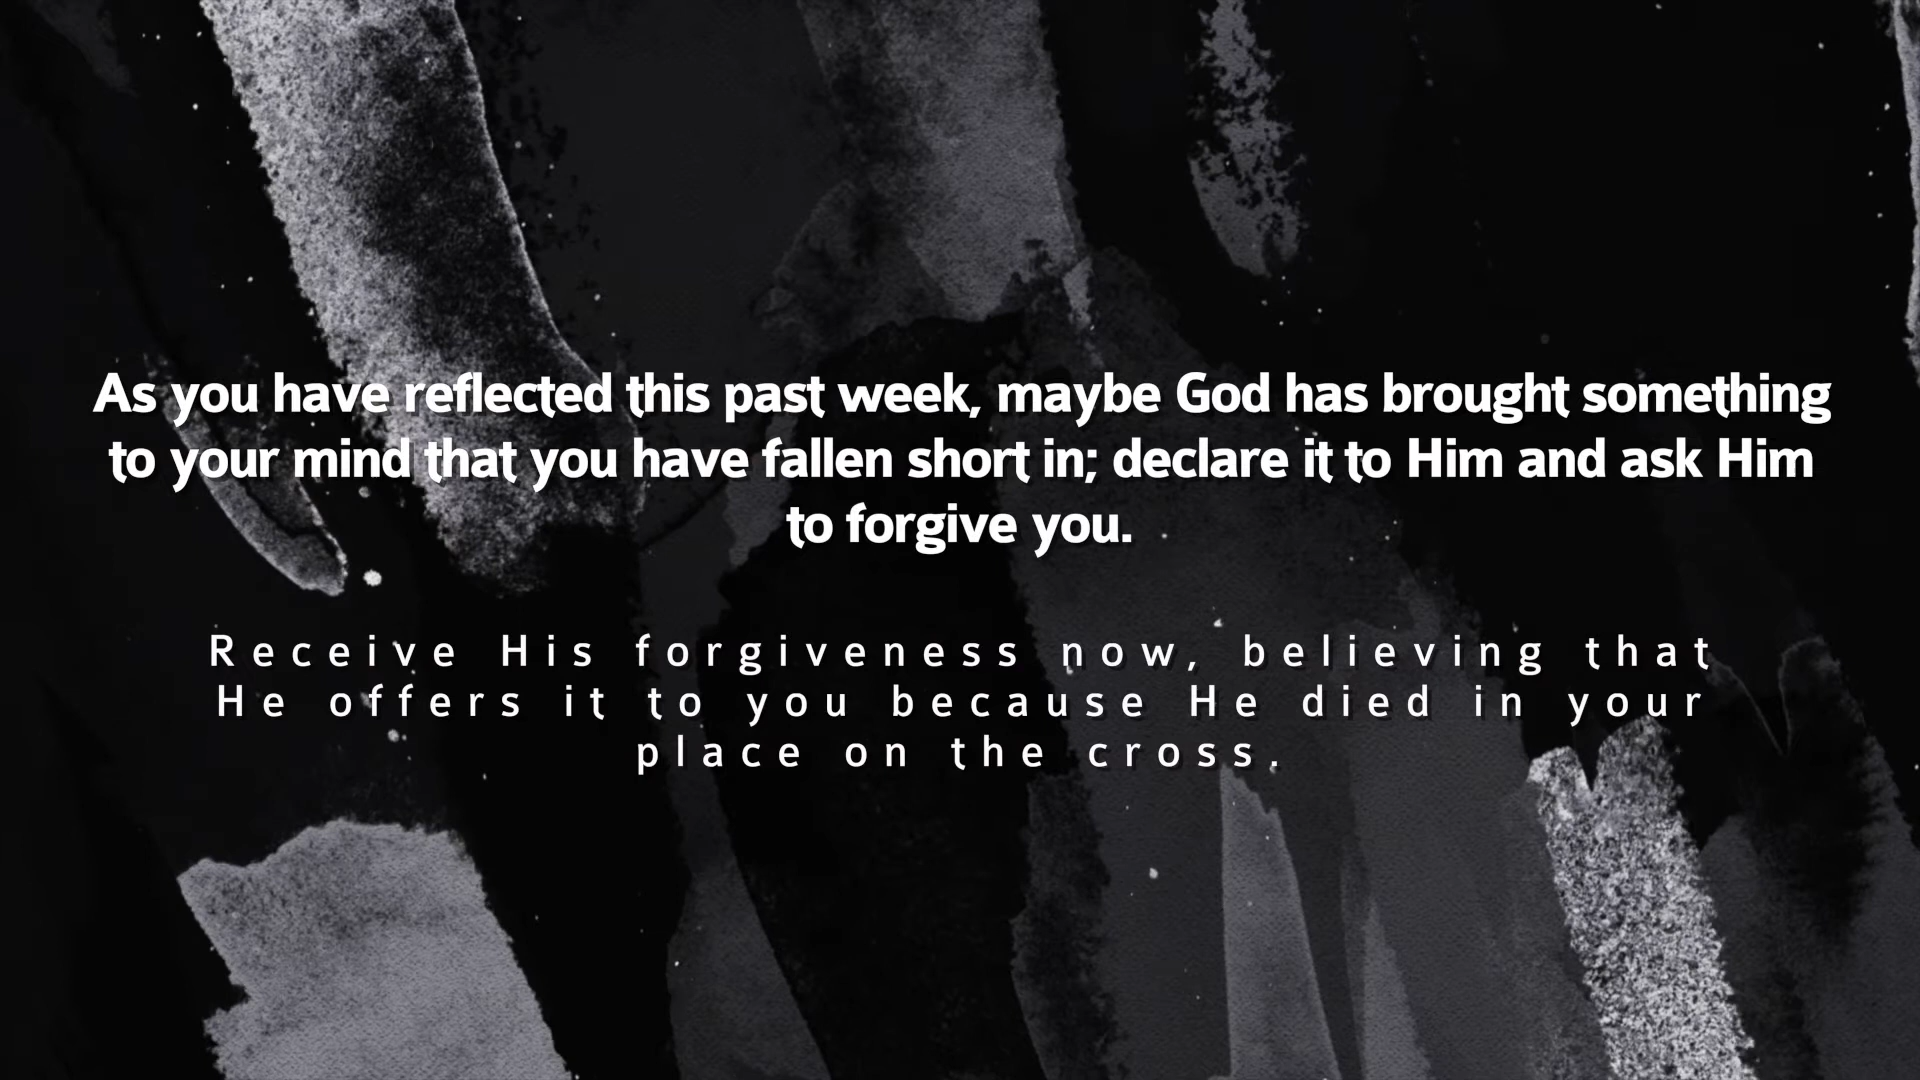 As you have reflected this past week, maybe God has brought something
to your mind that you have fallen short in; declare it to Him and ask Him
to forgive you.
Receive His forgiveness now, believing that
He offers it to you because He died in your
place on the cross.